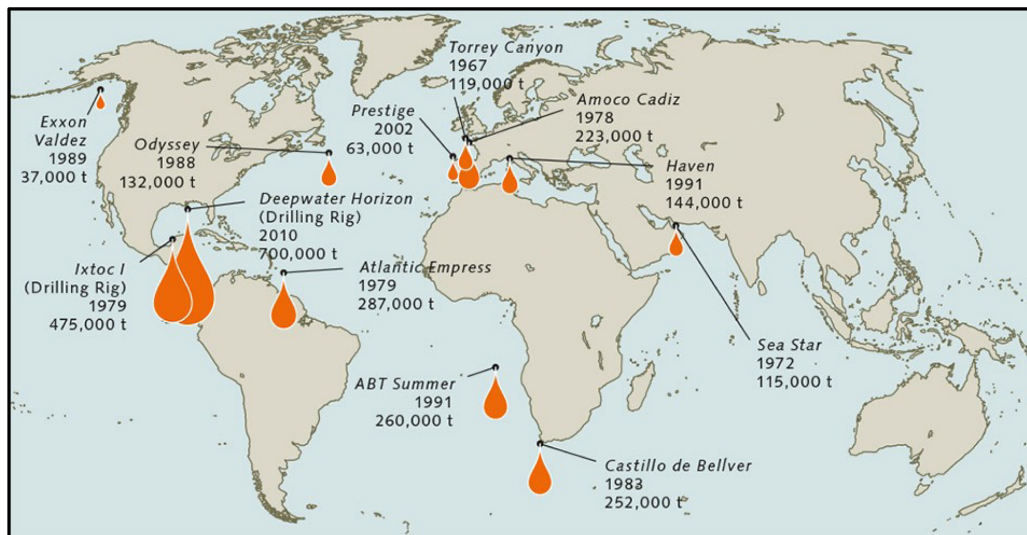 Torrey Canyon
1967
119,000 t
Amoco Cadiz
1978
223,000 t
Prestige
2002
63,000 t
Exxon
Valdez
1989
37,000 t
Odyssey
1988
132,000 t
Haven
1991
144,000 t
Deepwater Horizon
(Drilling Rig)
2010
700,000 t
Ixtoc I
(Drilling Rig)
1979
475,000 t
Atlantic Empress
1979
287,000 t
Sea Star
1972
115,000 t
ABT Summer
1991
260,000 t
Castillo de Bellver
1983
252,000 t